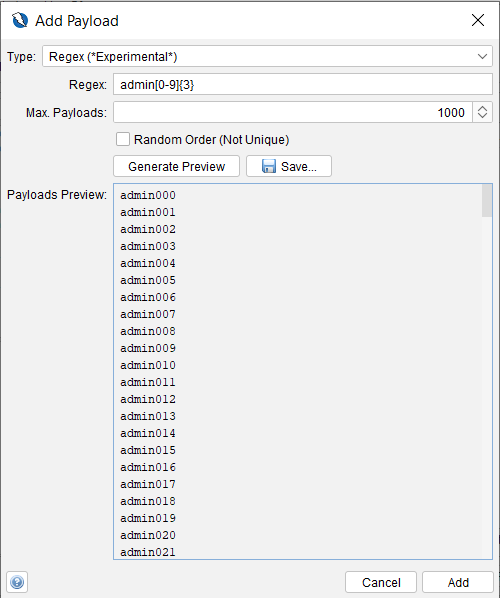 Add Payload
Type: Regex (*Experimental*)
Regex: admin[0-9]{3}
Max. Payloads: 1000
Random Order (Not Unique)
Generate Preview Save...
Payloads Preview: admin000
admin001
admin002
admin003
admin004
admin005
admin006
admin007
admin008
admin009
admin010
admin011
admin012
admin013
admin014
admin015
admin016
admin017
admin018
admin019
admin020
admin021
? Cancel Add